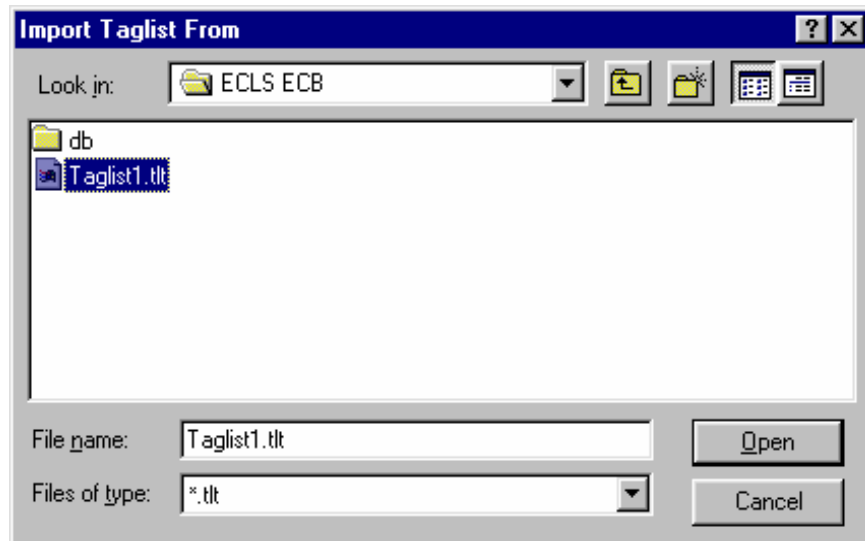 Import Taglist From
Look in: ECLS ECB
db
Taglist1.tlt
File name: Taglist1.tlt Open
Files of type: *.tlt Cancel